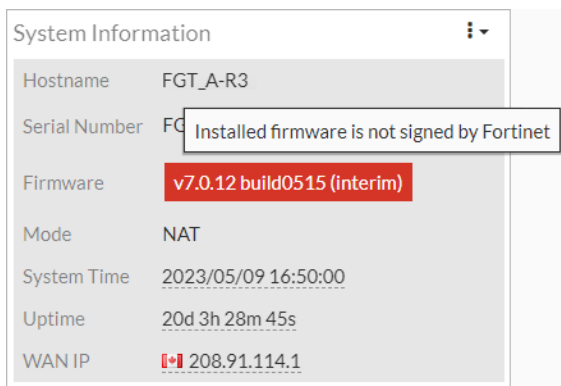 System Information
Hostname FGT_A-R3
Serial Number
Installed firmware is not signed by Fortinet
Firmware v7.0.12 build0515 (interim)
Mode NAT
System Time 2023/05/09 16:50:00
Uptime 20d 3h 28m 45s
WAN IP 208.91.114.1